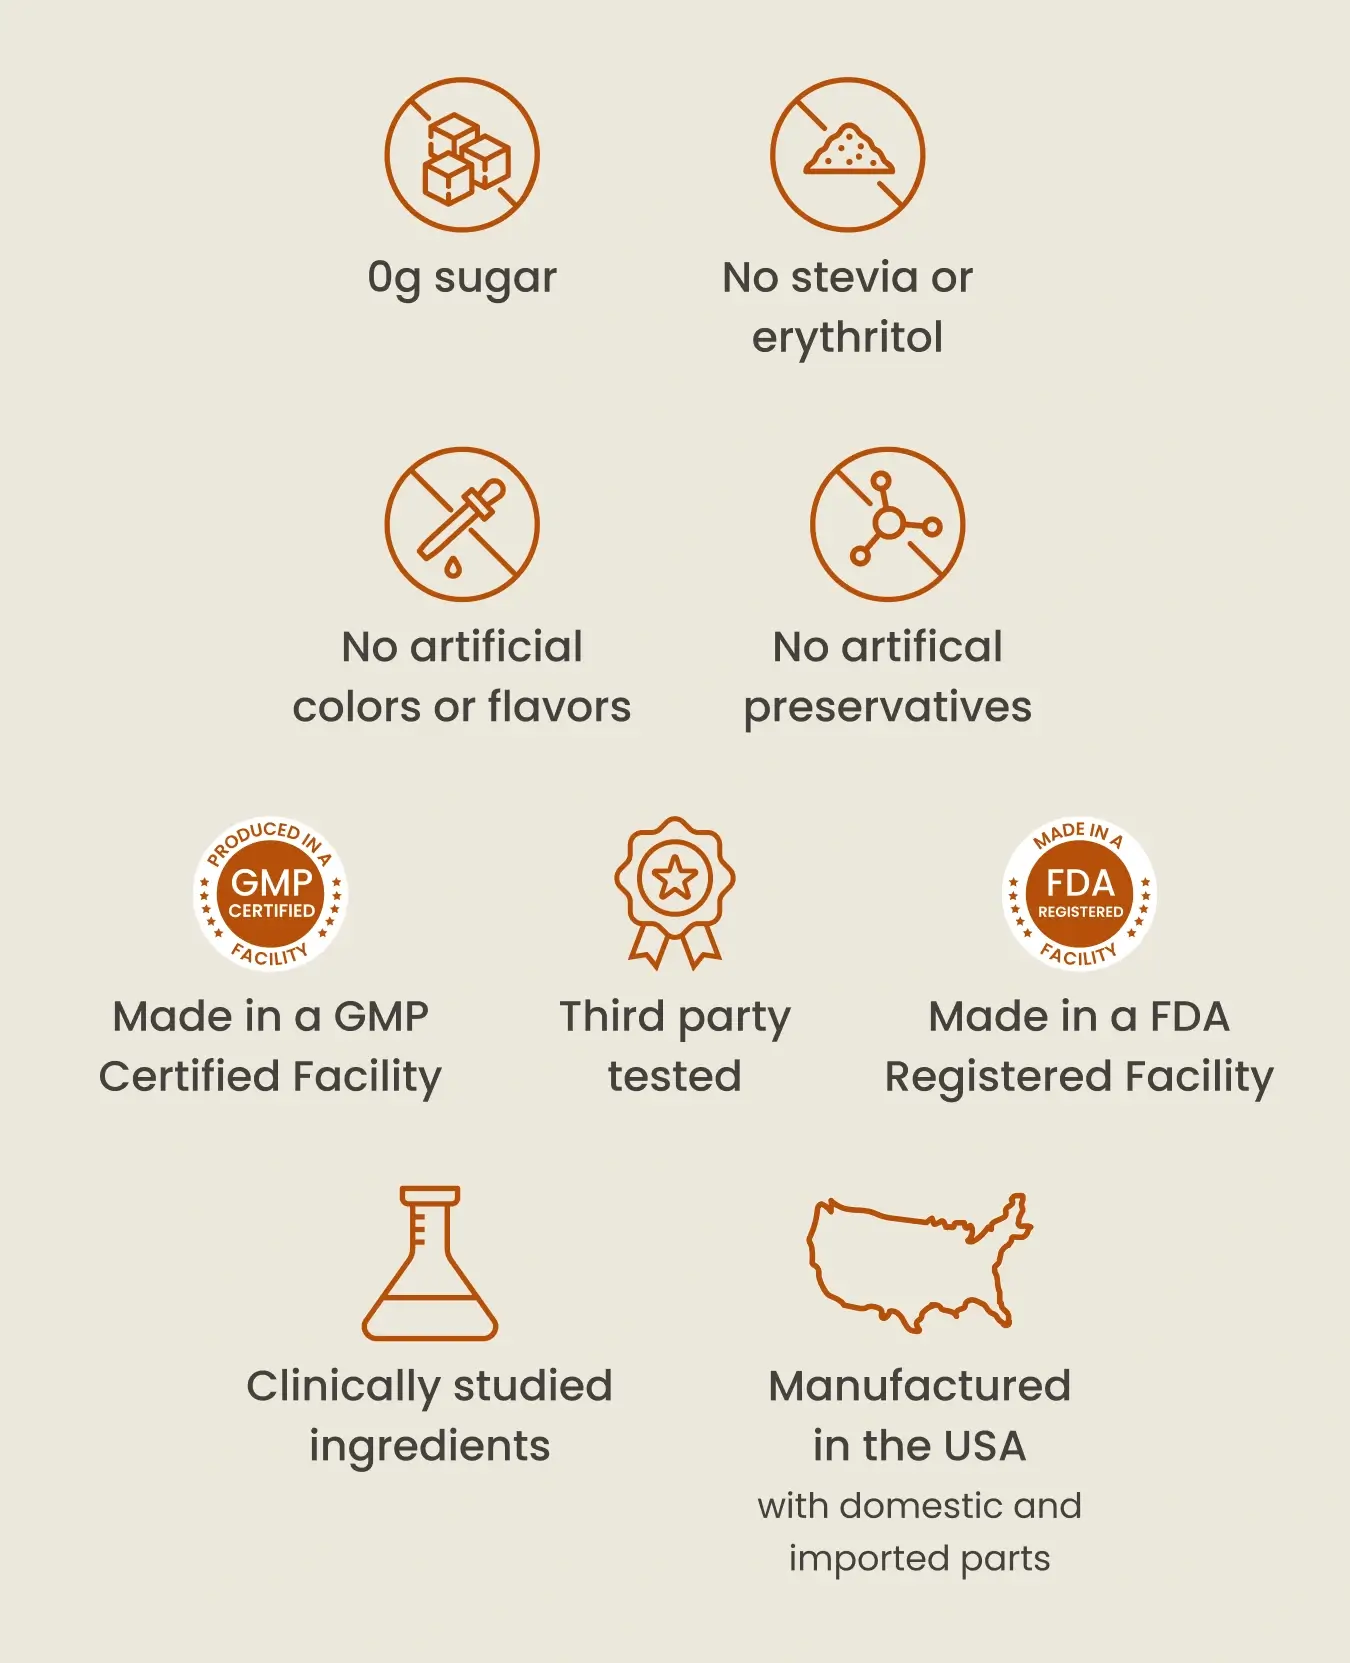 0g sugar
No stevia or
erythritol
No artificial
colors or flavors
No artifical
preservatives
PRODUCED IN A
GMP
CERTIFIED
FACILITY
Made in a GMP
Certified Facility
Third party
tested
MADE IN A
FDA
REGISTERED
FACILITY
Made in a FDA
Registered Facility
Clinically studied
ingredients
Manufactured
in the USA
with domestic and
imported parts